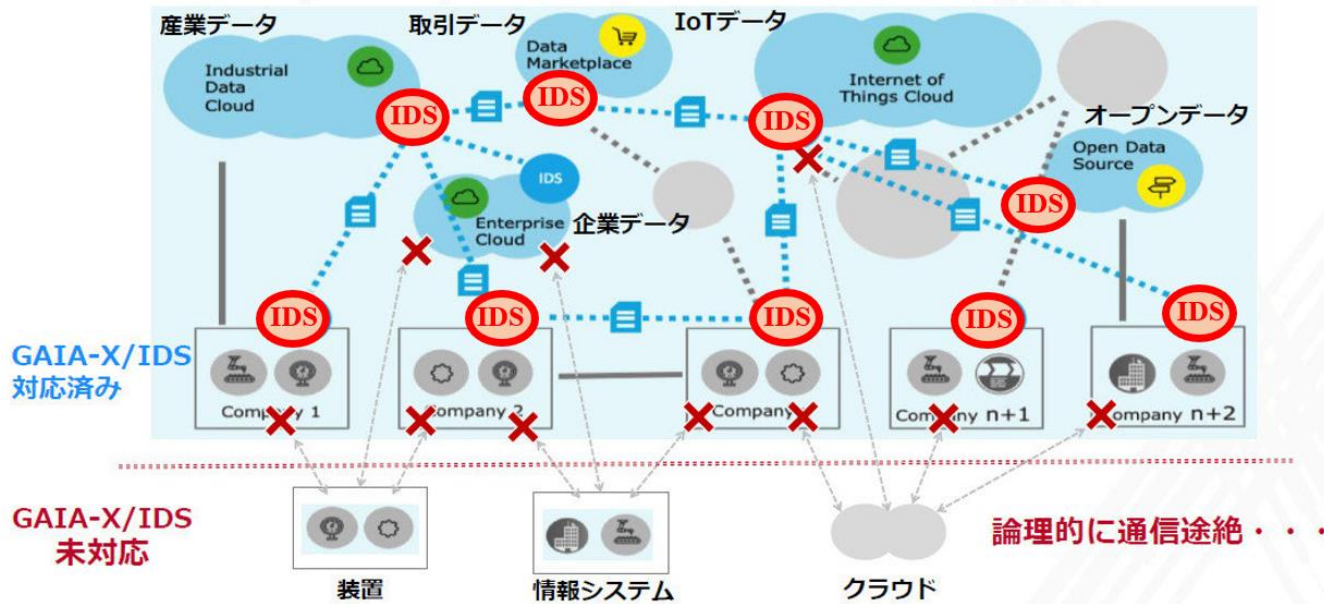 産業データ
取引データ
IoTデータ
Industrial
Data
Cloud
Data
Marketplace
Internet of
Things Cloud
オープンデータ
Open Data
Source
IDS
IDS
IDS
IDS
IDS
Enterprise
Cloud
企業データ
IDS
IDS
IDS
IDS
IDS
GAIA-X/IDS
対応済み
Company 1
Company 2
Company
Company n+1
Company n+2
GAIA-X/IDS
未対応
論理的に通信途絶・・・
装置
情報システム
クラウド